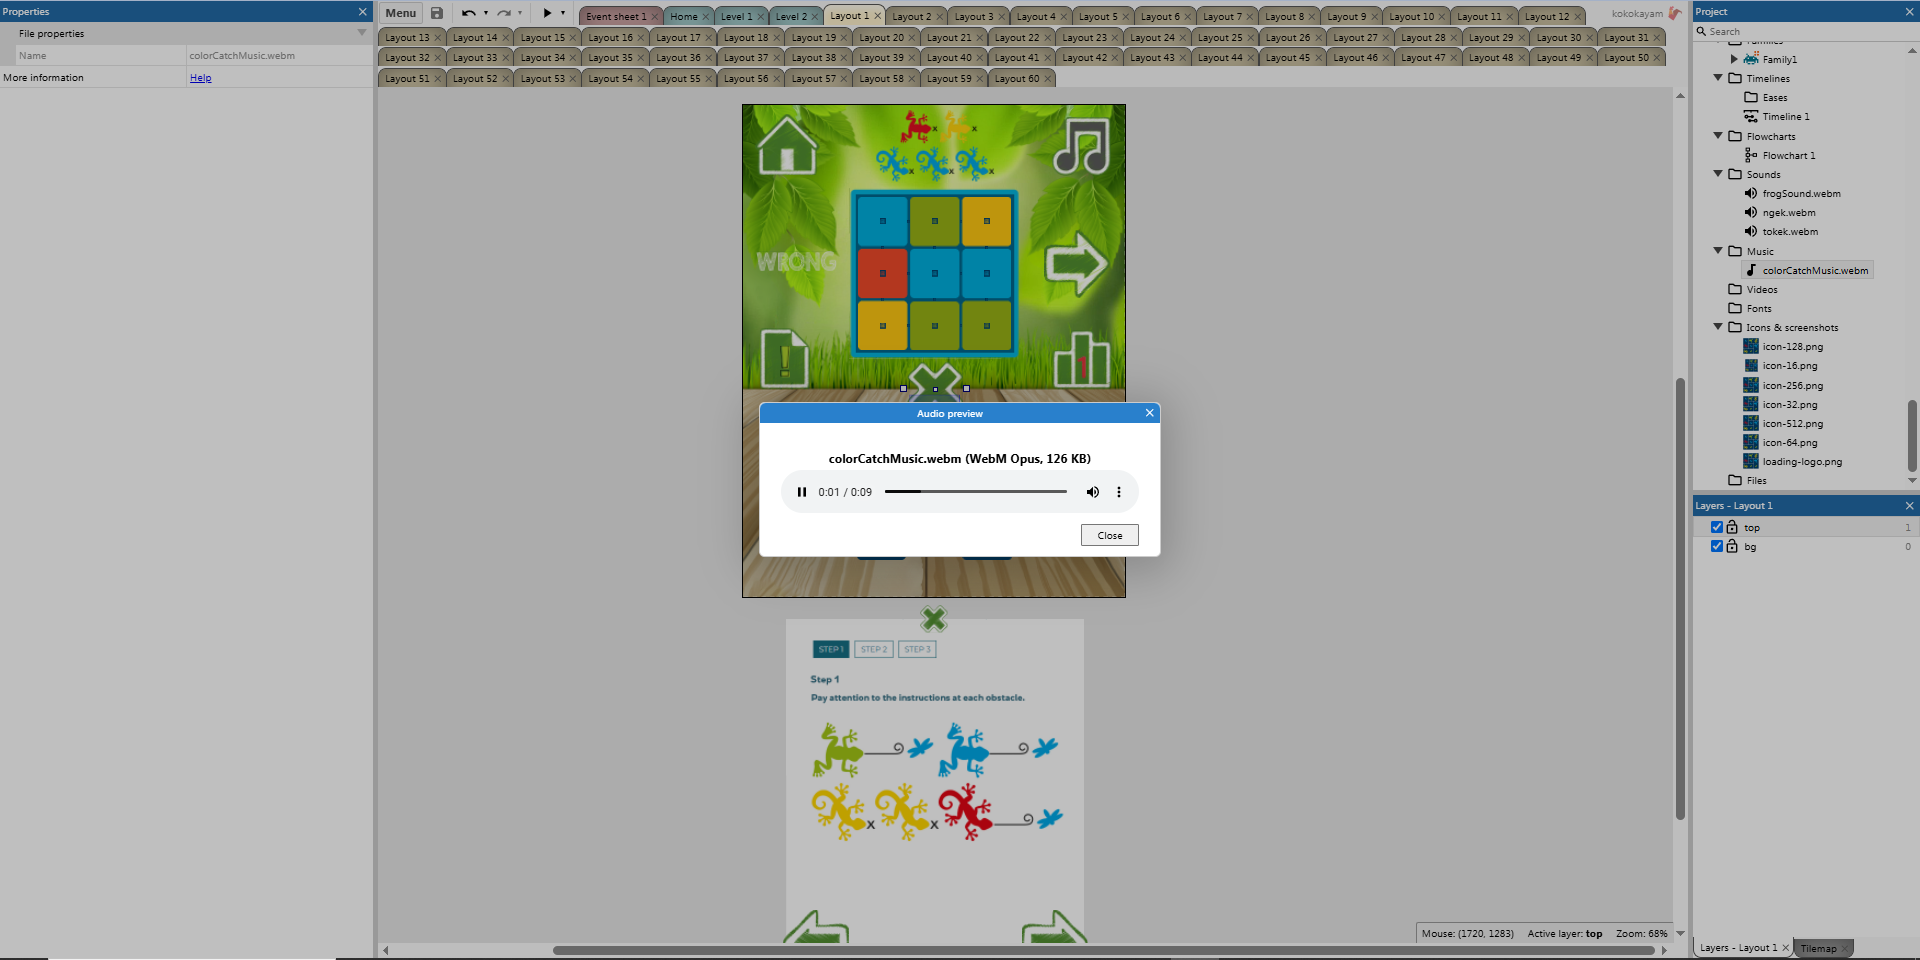 Properties
File properties
Name colorCatchMusic.webm
More information Help
Menu
Event sheet 1 Home Level 1 Level 2 Layout 1 Layout 2 Layout 3 Layout 4 Layout 5 Layout 6 Layout 7 Layout 8 Layout 9 Layout 10 Layout 11 Layout 12
kokokayam
Layout 13 Layout 14 Layout 15 Layout 16 Layout 17 Layout 18 Layout 19 Layout 20 Layout 21 Layout 22 Layout 23 Layout 24 Layout 25 Layout 26 Layout 27 Layout 28 Layout 29 Layout 30 Layout 31
Layout 32 Layout 33 Layout 34 Layout 35 Layout 36 Layout 37 Layout 38 Layout 39 Layout 40 Layout 41 Layout 42 Layout 43 Layout 44 Layout 45 Layout 46 Layout 47 Layout 48 Layout 49 Layout 50
Layout 51 Layout 52 Layout 53 Layout 54 Layout 55 Layout 56 Layout 57 Layout 58 Layout 59 Layout 60
x x
x x x
WRONG
!
1
Audio preview
colorCatchMusic.webm (WebM Opus, 126 KB)
0:01 / 0:09
Close
STEP 1 STEP 2 STEP 3
Step 1
Pay attention to the instructions at each obstacle.
x x
Mouse: (1720, 1283) Active layer: top Zoom: 68%
Project
Search
Families
Family1
Timelines
Eases
Timeline 1
Flowcharts
Flowchart 1
Sounds
frogSound.webm
ngek.webm
tokek.webm
Music
colorCatchMusic.webm
Videos
Fonts
Icons & screenshots
icon-128.png
icon-16.png
icon-256.png
icon-32.png
icon-512.png
icon-64.png
loading-logo.png
Files
Layers - Layout 1
top 1
bg 0
Layers - Layout 1 Tilemap